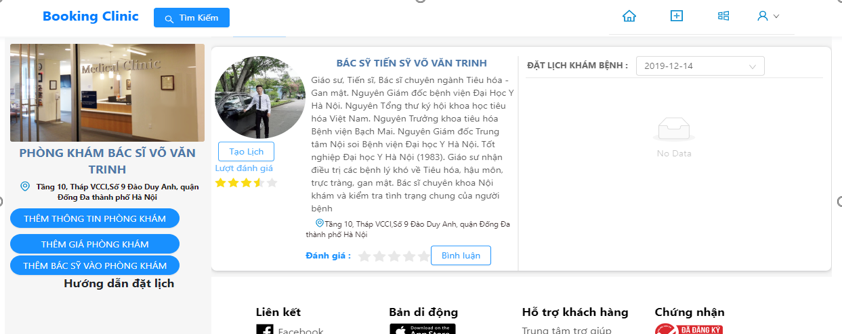 Booking Clinic
Tìm Kiếm
Medical Clinic
PHÒNG KHÁM BÁC SĨ VÕ VĂN
TRINH
Tầng 10, Tháp VCCI,Số 9 Đào Duy Anh, quận
Đống Đa thành phố Hà Nội
THÊM THÔNG TIN PHÒNG KHÁM
THÊM GIÁ PHÒNG KHÁM
THÊM BÁC SỸ VÀO PHÒNG KHÁM
Hướng dẫn đặt lịch
Tạo Lịch
Lượt đánh giá
BÁC SỸ TIẾN SỸ VÕ VĂN TRINH
Giáo sư, Tiến sĩ, Bác sĩ chuyên ngành Tiêu hóa -
Gan mật. Nguyên Giám đốc bệnh viện Đại Học Y
Hà Nội. Nguyên Tổng thư ký hội khoa học tiêu
hóa Việt Nam. Nguyên Trưởng khoa tiêu hóa
Bệnh viện Bạch Mai. Nguyên Giám đốc Trung
tâm Nội soi Bệnh viện Đại học Y Hà Nội. Tốt
nghiệp Đại học Y Hà Nội (1983). Giáo sư nhận
điều trị các bệnh lý khó về Tiêu hóa, hậu môn,
trực tràng, gan mật. Bác sĩ chuyên khoa Nội
khám và kiểm tra tình trạng chung của người
bệnh
Tầng 10, Tháp VCCI,Số 9 Đào Duy Anh, quận Đống Đa
thành phố Hà Nội
Đánh giá :
Bình luận
ĐẶT LỊCH KHÁM BỆNH :
2019-12-14
No Data
Liên kết
Facebook
Bản di động
Download on the
App Store
Hỗ trợ khách hàng
Trung tâm trợ giúp
Chứng nhận
ĐÃ ĐĂNG KÝ